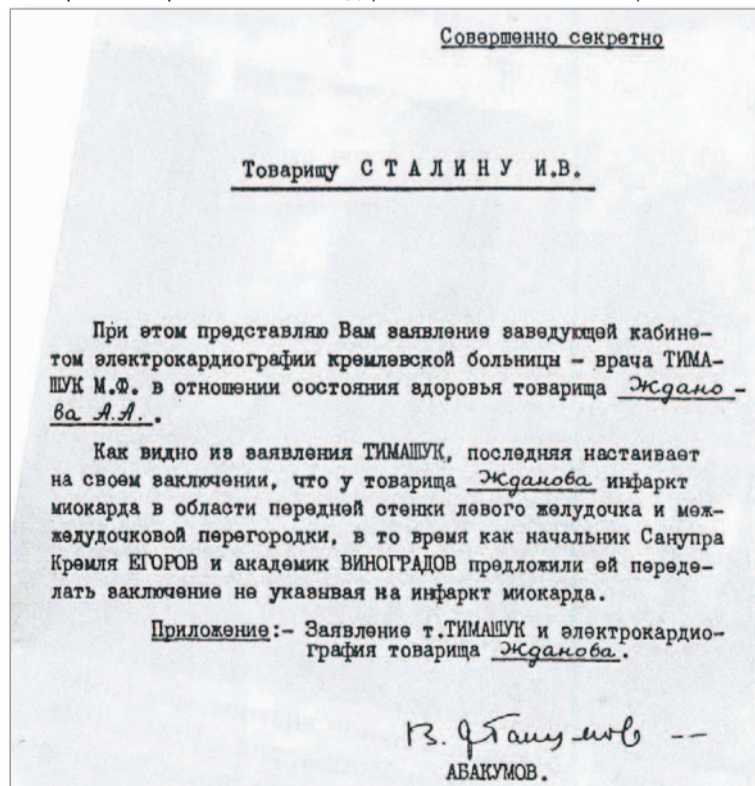 Совершенно секретно
Товарищу С Т А Л И Н У И.В.
При этом представляю Вам заявление заведующей кабине-
том электрокардиографии кремлевской больницы – врача ТИМА-
ШУК М.Ф. в отношении состояния здоровья товарища Ждано -
ва А.А. .
Как видно из заявления ТИМАШУК, последняя настаивает
на своем заключении, что у товарища Жданова инфаркт
миокарда в области передней стенки левого желудочка и меж-
желудочковой перегородки, в то время как начальник Санупра
Кремля ЕГОРОВ и академик ВИНОГРАДОВ предложили ей переде-
лать заключение не указывая на инфаркт миокарда.
Приложение:- Заявление т.ТИМАШУК и электрокардио-
графия товарища Жданова.
В. Абакумов
АБАКУМОВ.